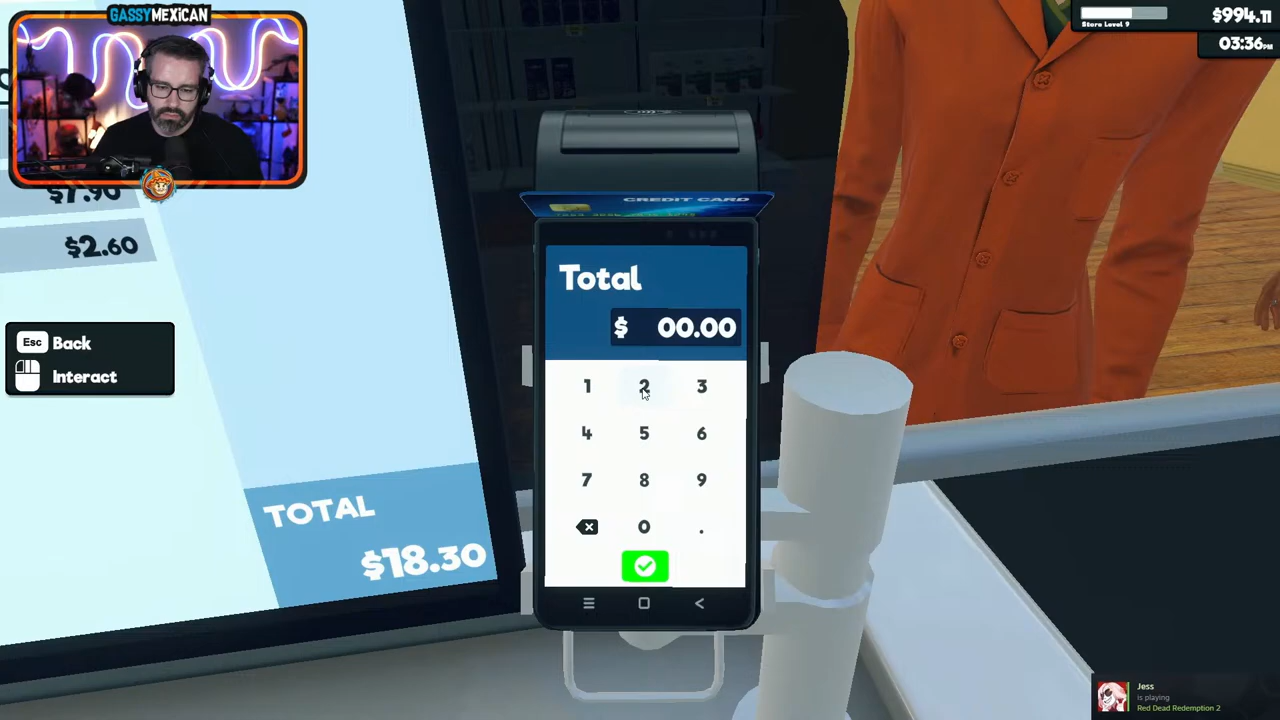 GASSYMEXICAN
Store Level 9
$994.11
03:36PM
$7.90
$2.60
Esc Back
Interact
TOTAL
$18.30
CREDIT CARD
Total
$ 00.00
1 2 3
4 5 6
7 8 9
0 .
Jess
is playing
Red Dead Redemption 2